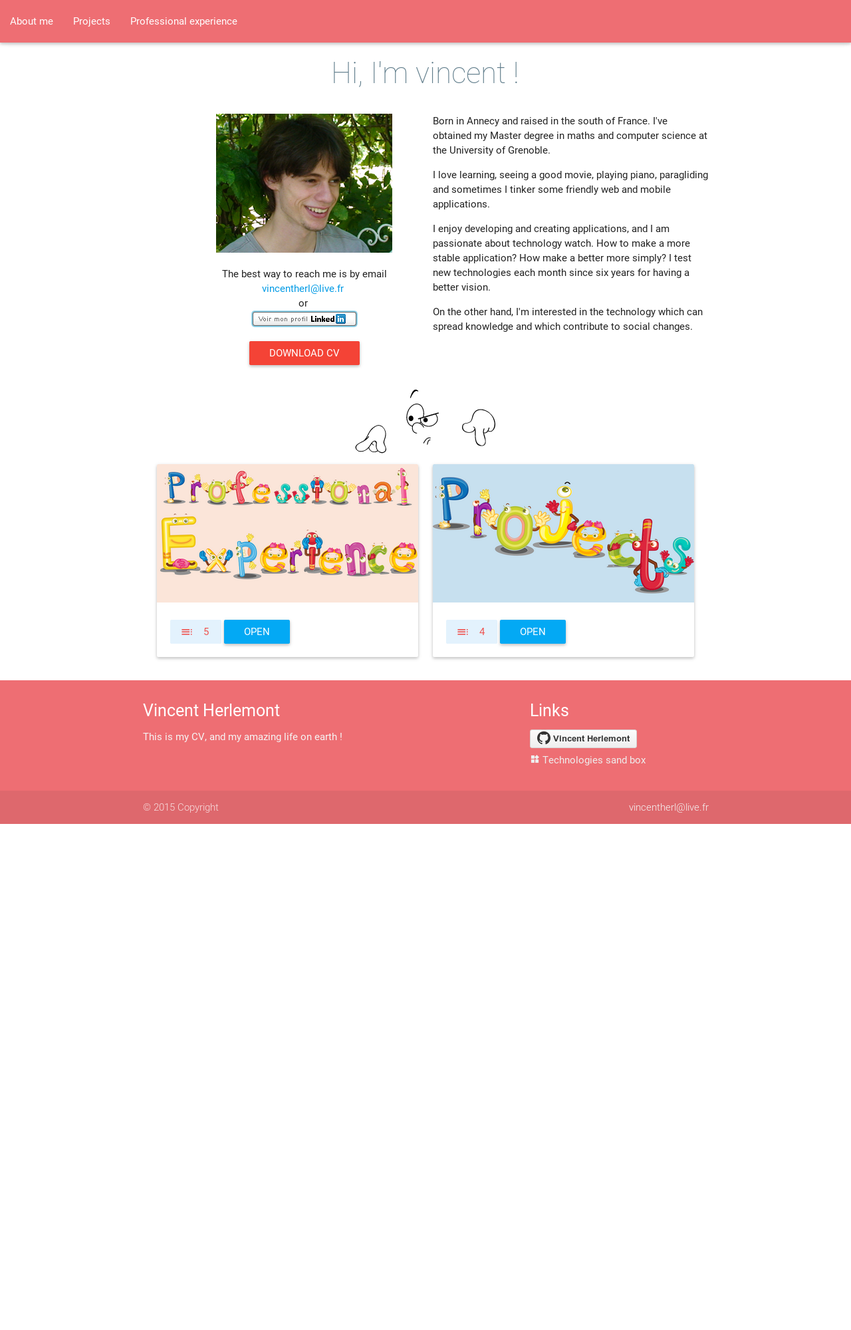 About me Projects Professional experience
Hi, I'm vincent !
Born in Annecy and raised in the south of France. I've
obtained my Master degree in maths and computer science at
the University of Grenoble.
I love learning, seeing a good movie, playing piano, paragliding
and sometimes I tinker some friendly web and mobile
applications.
I enjoy developing and creating applications, and I am
passionate about technology watch. How to make a more
stable application? How make a better more simply? I test
new technologies each month since six years for having a
better vision.
On the other hand, I'm interested in the technology which can
spread knowledge and which contribute to social changes.
The best way to reach me is by email
vincentherl@live.fr
or
Voir mon profil Linked in
DOWNLOAD CV
Professional
Experience
5 OPEN
Projects
4 OPEN
Vincent Herlemont
This is my CV, and my amazing life on earth !
Links
Vincent Herlemont
Technologies sand box
© 2015 Copyright
vincentherl@live.fr